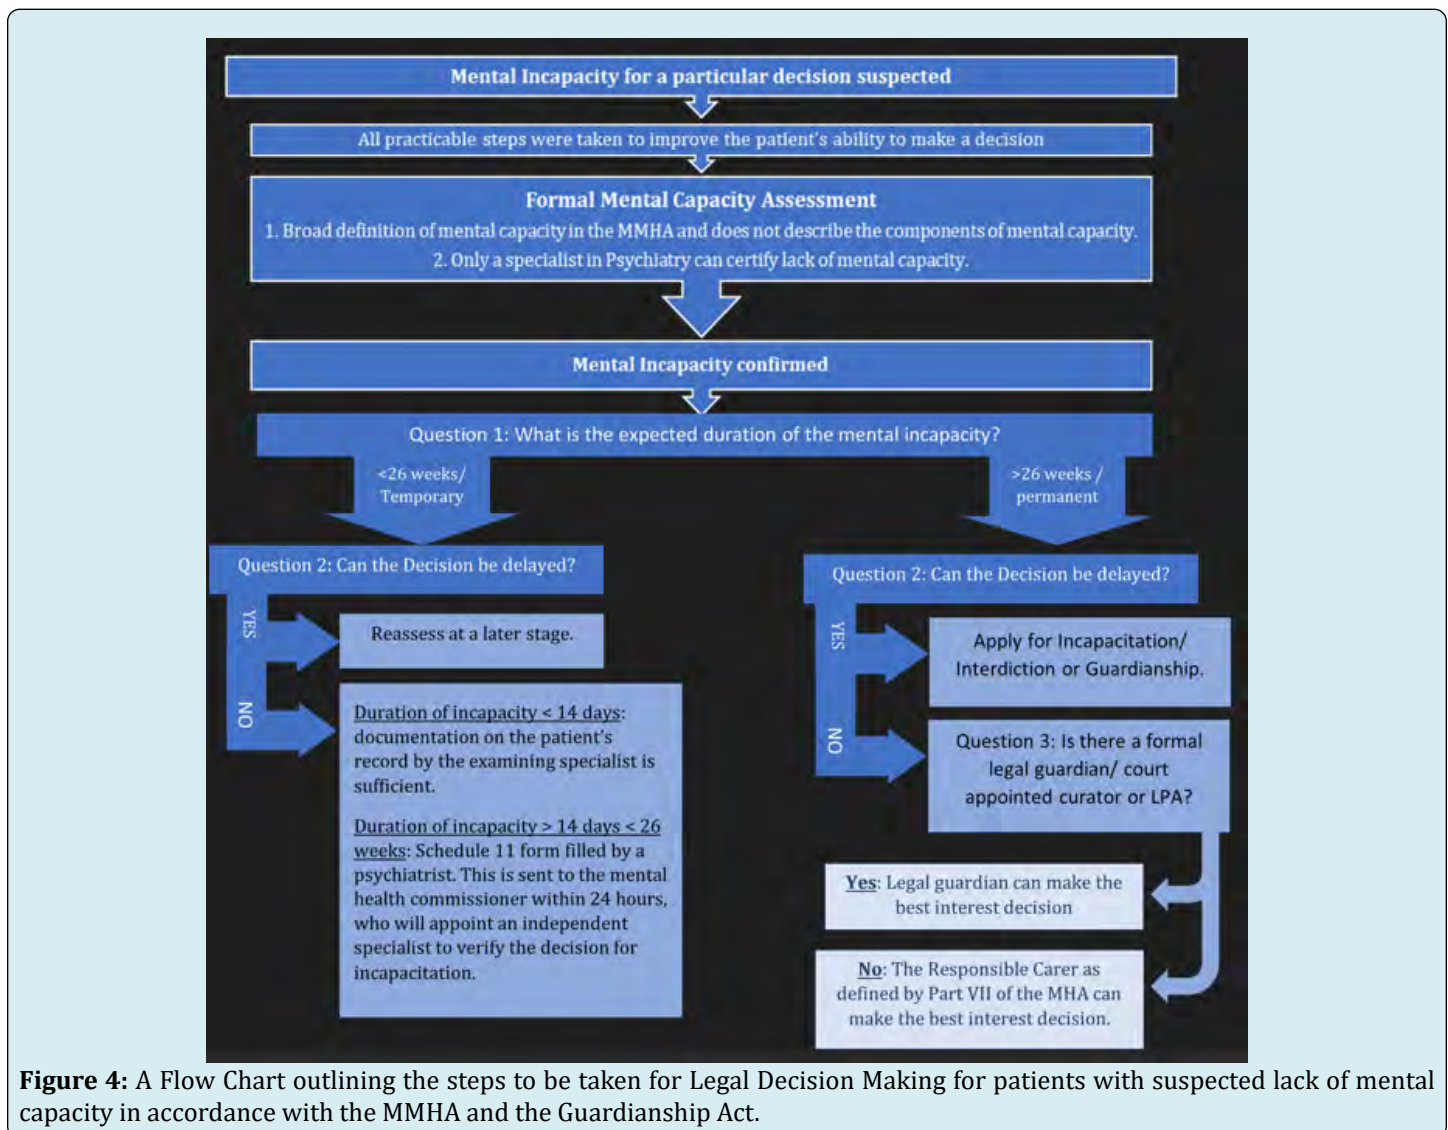 Mental Incapacity for a particular decision suspected
All practicable steps were taken to improve the patient's ability to make a decision
Formal Mental Capacity Assessment
1. Broad definition of mental capacity in the MMHA and does not describe the components of mental capacity.
2. Only a specialist in Psychiatry can certify lack of mental capacity.
Mental Incapacity confirmed
Question 1: What is the expected duration of the mental incapacity?
<26 weeks/
Temporary
>26 weeks /
permanent
Question 2: Can the Decision be delayed?
YES
Reassess at a later stage.
NO
Duration of incapacity < 14 days:
documentation on the patient's
record by the examining specialist is
sufficient.
Duration of incapacity > 14 days < 26
weeks: Schedule 11 form filled by a
psychiatrist. This is sent to the mental
health commissioner within 24 hours,
who will appoint an independent
specialist to verify the decision for
incapacitation.
Question 2: Can the Decision be delayed?
YES
Apply for Incapacitation/
Interdiction or Guardianship.
NO
Question 3: Is there a formal
legal guardian/ court
appointed curator or LPA?
Yes: Legal guardian can make the
best interest decision
No: The Responsible Carer as
defined by Part VII of the MHA can
make the best interest decision.
Figure 4: A Flow Chart outlining the steps to be taken for Legal Decision Making for patients with suspected lack of mental
capacity in accordance with the MMHA and the Guardianship Act.